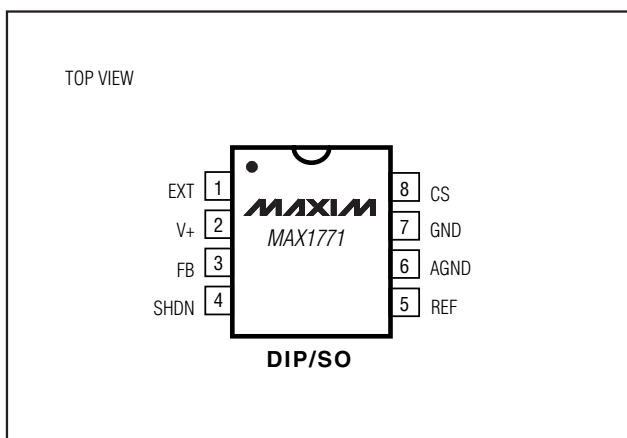 TOP VIEW
EXT 1
V+ 2
FB 3
SHDN 4
MAXIM
MAX1771
8 CS
7 GND
6 AGND
5 REF
DIP/SO